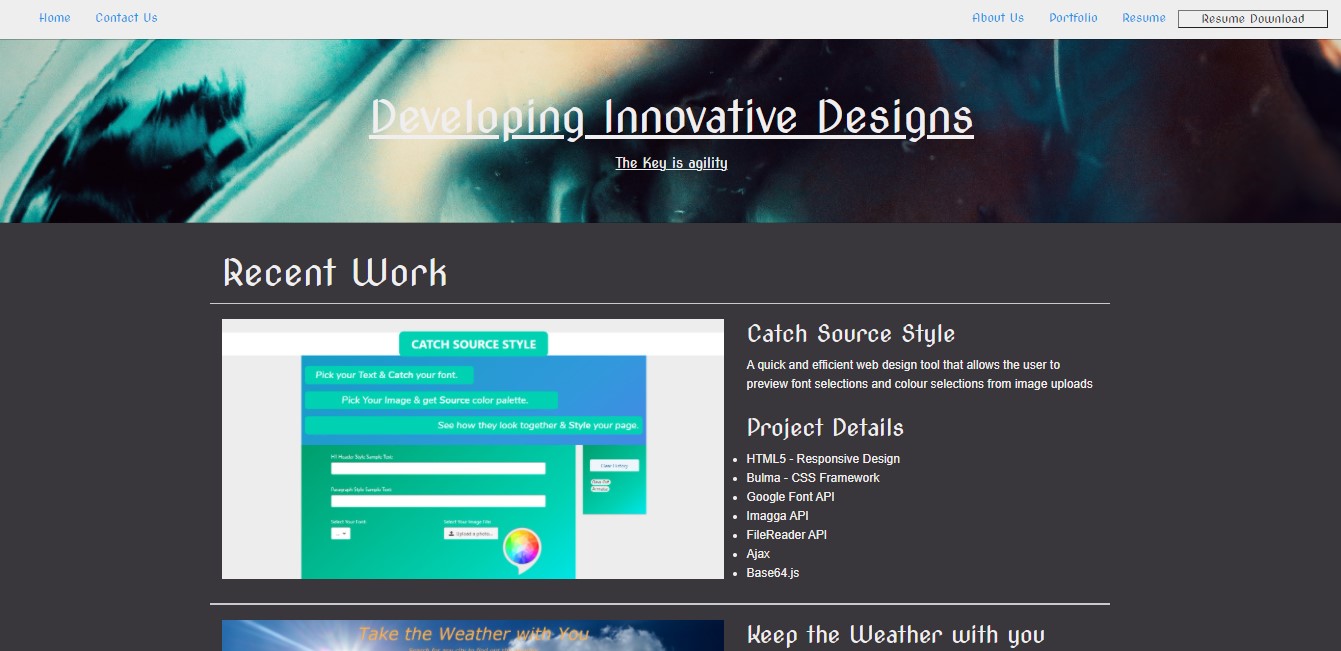 Home
Contact Us
About Us
Portfolio
Resume
Resume Download
Developing Innovative Designs
The Key is agility
Recent Work
CATCH SOURCE STYLE
Pick your Text & Catch your font.
Pick Your Image & get Source color palette.
See how they look together & Style your page.
H1 Header Style Sample Text:
Paragraph Style Sample Text:
Select Your Font:
Select Your Image File:
Upload a photo...
Catch Source Style
A quick and efficient web design tool that allows the user to
preview font selections and colour selections from image uploads
Project Details
HTML5 - Responsive Design
Bulma - CSS Framework
Google Font API
Imagga API
FileReader API
Ajax
Base64.js
Take the Weather with You
Keep the Weather with you